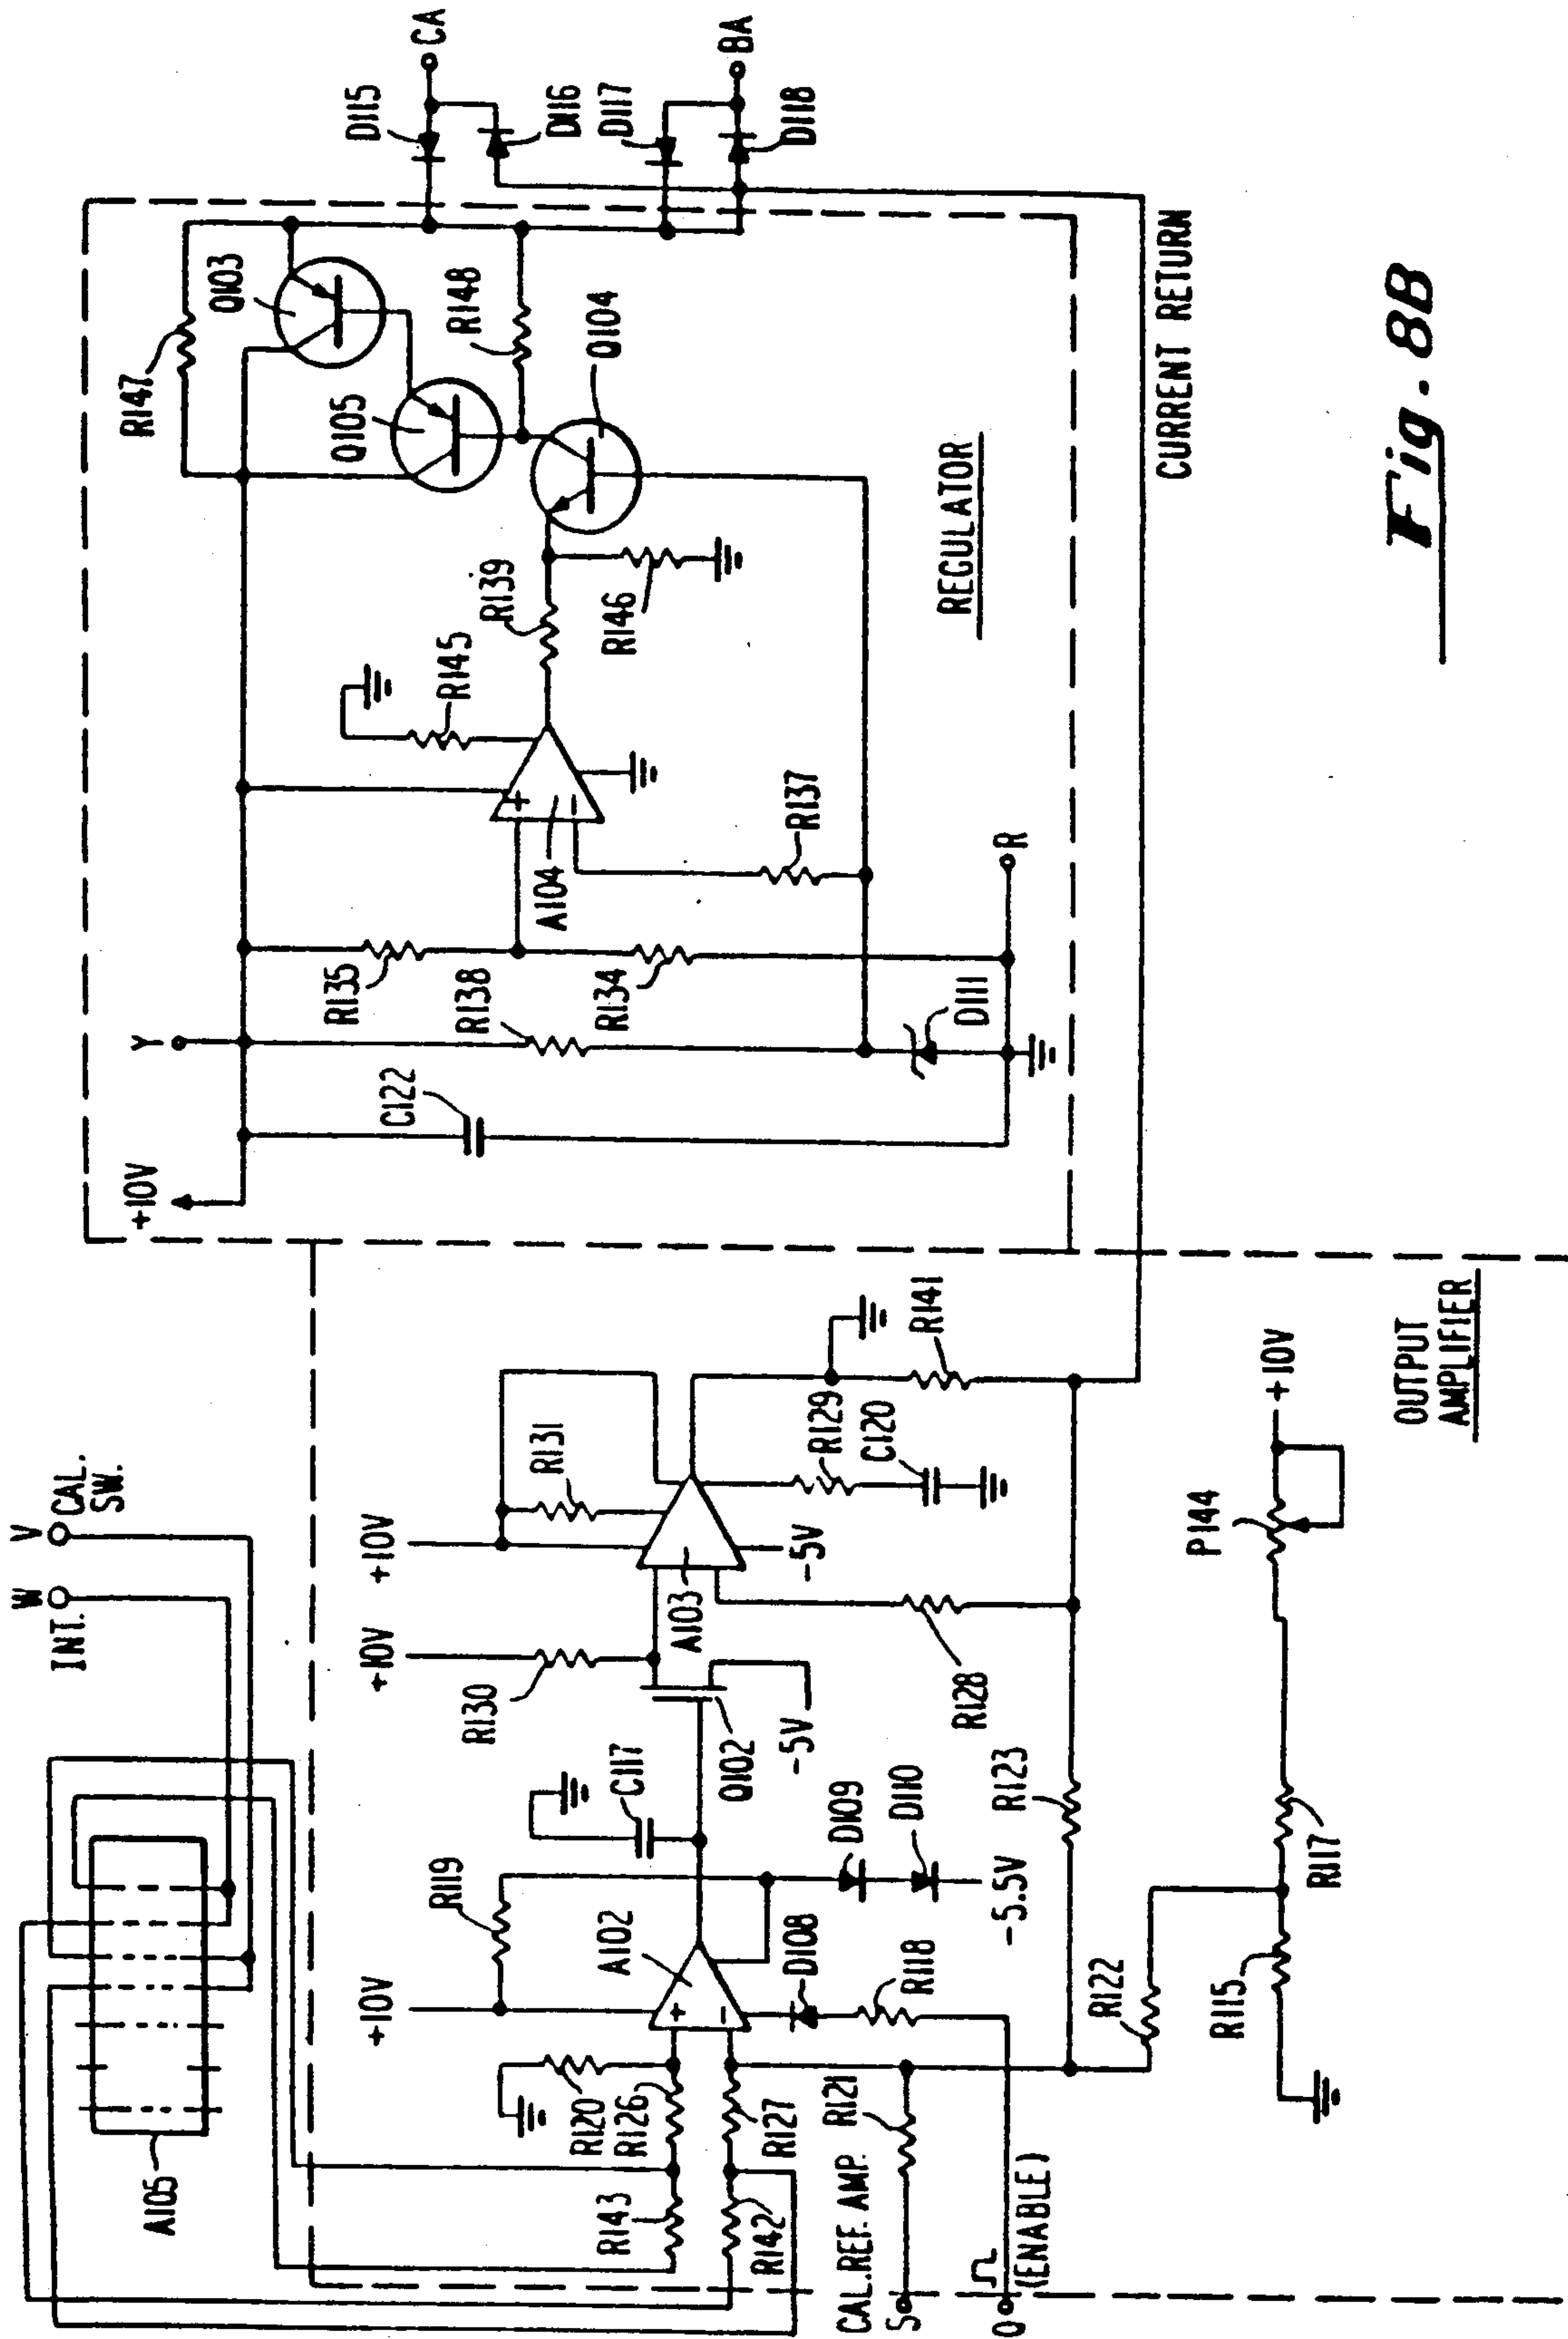 W
INT.
V
CAL.
SW.
A105
+10V
Y
R147
Q103
D115
CA
Q105
R148
D116
D117
BA
D118
C122
R135
R138
R134
D111
R
A104
+
−
R145
R139
R146
R137
Q104
REGULATOR
CURRENT RETURN
+10V
R119
C117
+10V
R130
+10V
R131
A102
+
−
R120
R126
R143
R127
R142
D108
R118
D109
D110
-5.5V
Q102
-5V
A103
-5V
R129
C120
R141
R128
R123
CAL.REF. AMP.
R121
S
O
(ENABLE)
R122
R115
R117
P144
+10V
OUTPUT
AMPLIFIER
Fig. 8B